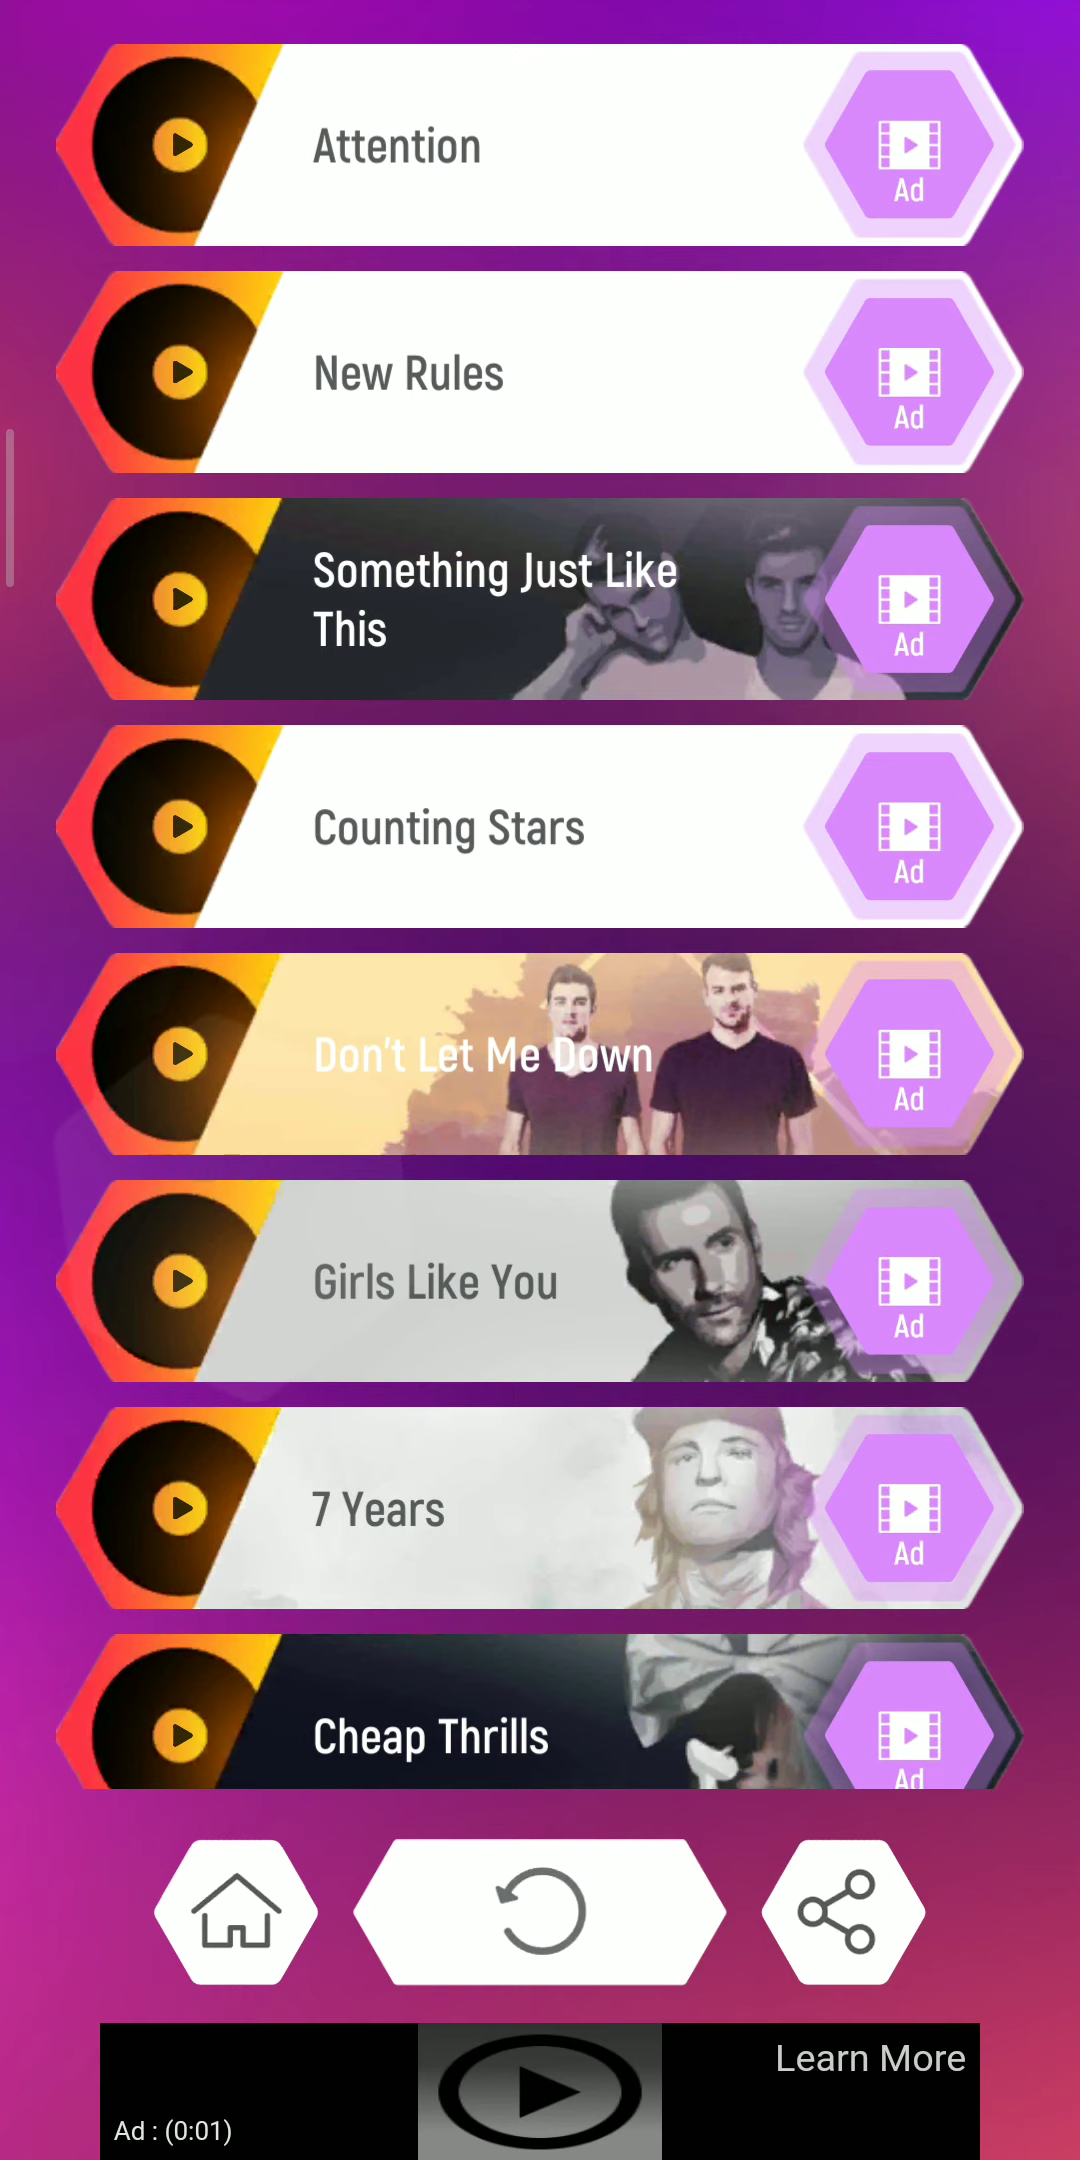 Attention
Ad
New Rules
Ad
Something Just Like
This
Ad
Counting Stars
Ad
Don't Let Me Down
Ad
Girls Like You
Ad
7 Years
Ad
Cheap Thrills
Ad
Learn More
Ad : (0:01)